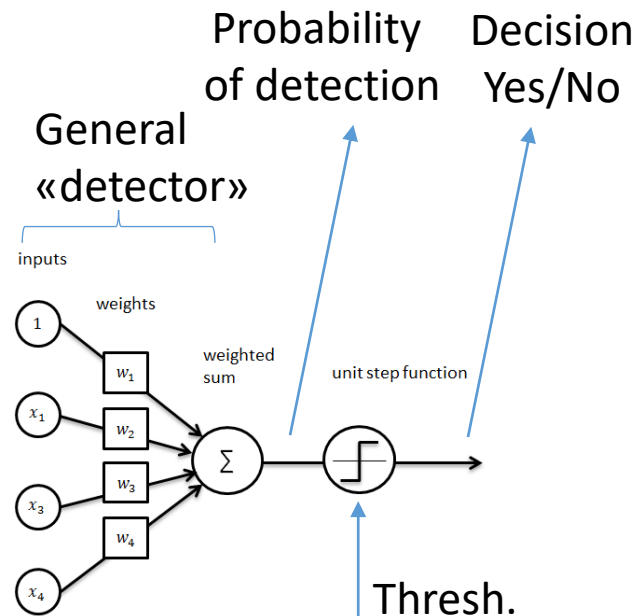 Probability
of detection
Decision
Yes/No
General
«detector»
inputs
weights
weighted
sum
unit step function
1
w₁
x₁
w₂
∑
w₃
x₃
w₄
x₄
Thresh.